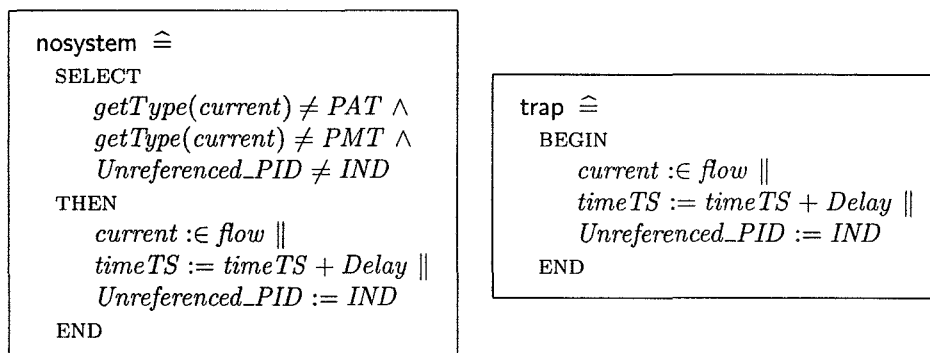 nosystem ≙
SELECT
getType(current) ≠ PAT ∧
getType(current) ≠ PMT ∧
Unreferenced_PID ≠ IND
THEN
current :∈ flow ||
timeTS := timeTS + Delay ||
Unreferenced_PID := IND
END
trap ≙
BEGIN
current :∈ flow ||
timeTS := timeTS + Delay ||
Unreferenced_PID := IND
END